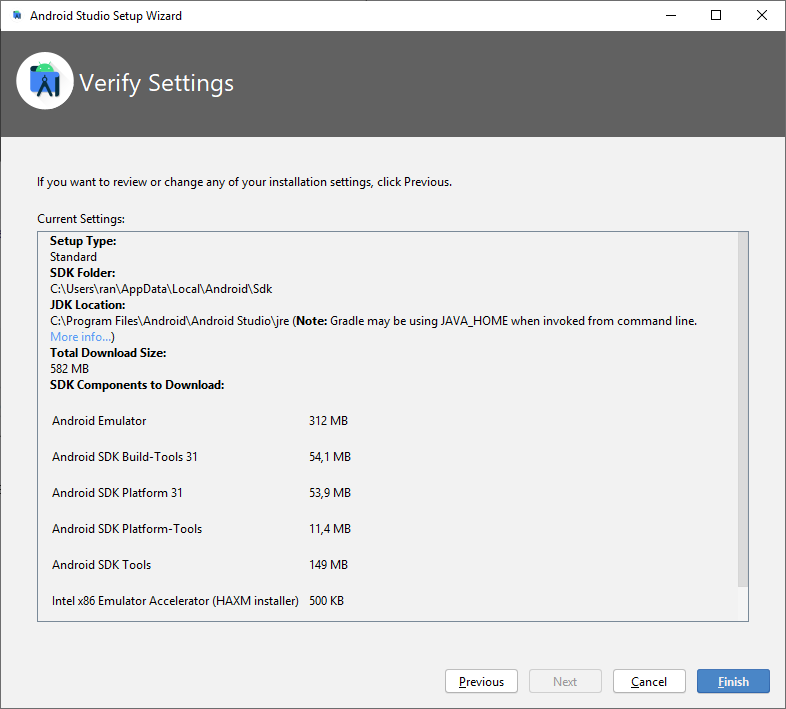 Android Studio Setup Wizard
Verify Settings
If you want to review or change any of your installation settings, click Previous.
Current Settings:
Setup Type:
Standard
SDK Folder:
C:\Users\ran\AppData\Local\Android\Sdk
JDK Location:
C:\Program Files\Android\Android Studio\jre (Note: Gradle may be using JAVA_HOME when invoked from command line.
More info...)
Total Download Size:
582 MB
SDK Components to Download:
Android Emulator 312 MB
Android SDK Build-Tools 31 54,1 MB
Android SDK Platform 31 53,9 MB
Android SDK Platform-Tools 11,4 MB
Android SDK Tools 149 MB
Intel x86 Emulator Accelerator (HAXM installer) 500 KB
Previous Next Cancel Finish